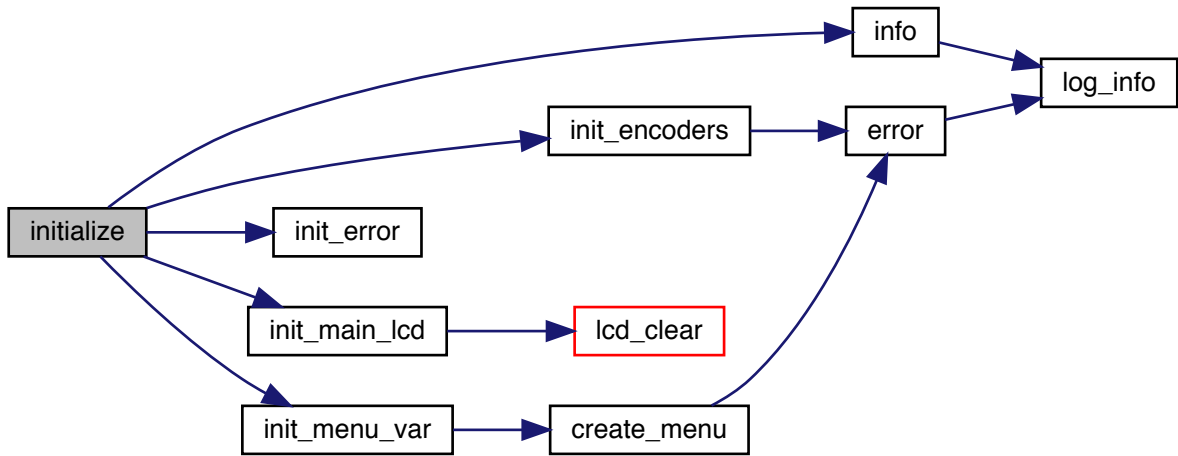 info
log_info
init_encoders
error
initialize
init_error
init_main_lcd
lcd_clear
init_menu_var
create_menu